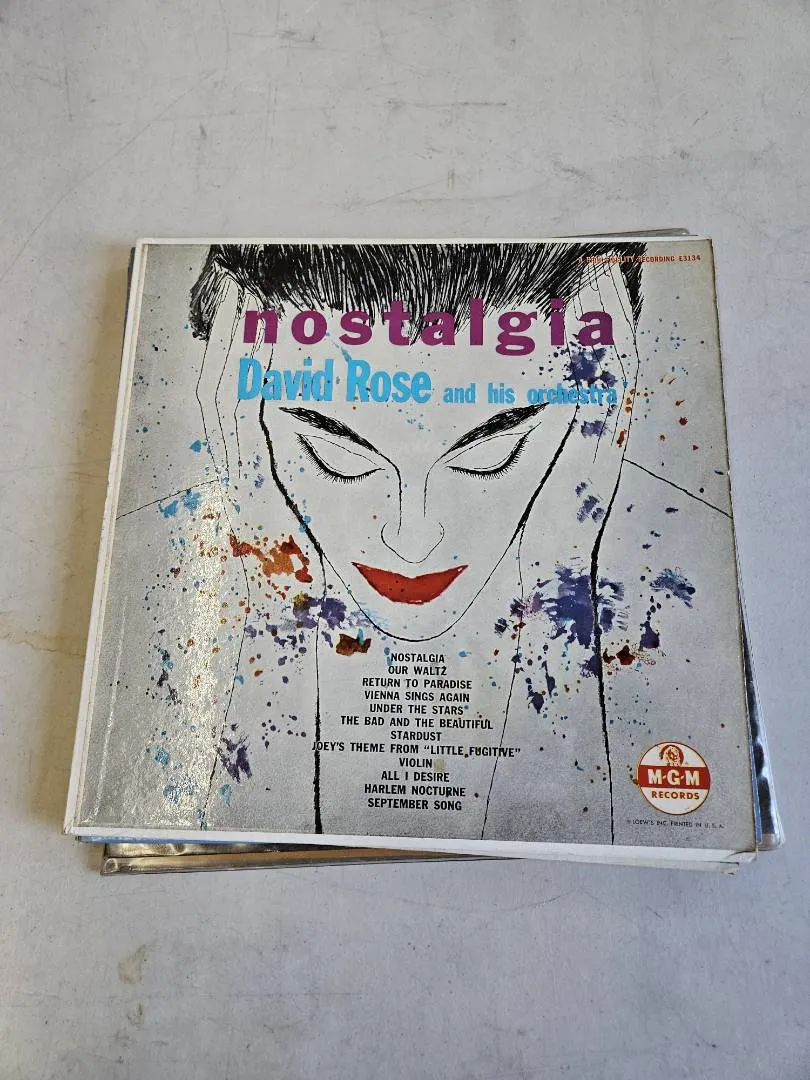 A HIGH FIDELITY RECORDING E3134
nostalgia
David Rose and his orchestra
NOSTALGIA
OUR WALTZ
RETURN TO PARADISE
VIENNA SINGS AGAIN
UNDER THE STARS
THE BAD AND THE BEAUTIFUL
STARDUST
JOEY'S THEME FROM "LITTLE FUGITIVE"
VIOLIN
ALL I DESIRE
HARLEM NOCTURNE
SEPTEMBER SONG
M-G-M
RECORDS
© LOEW'S INC. PRINTED IN U. S. A.